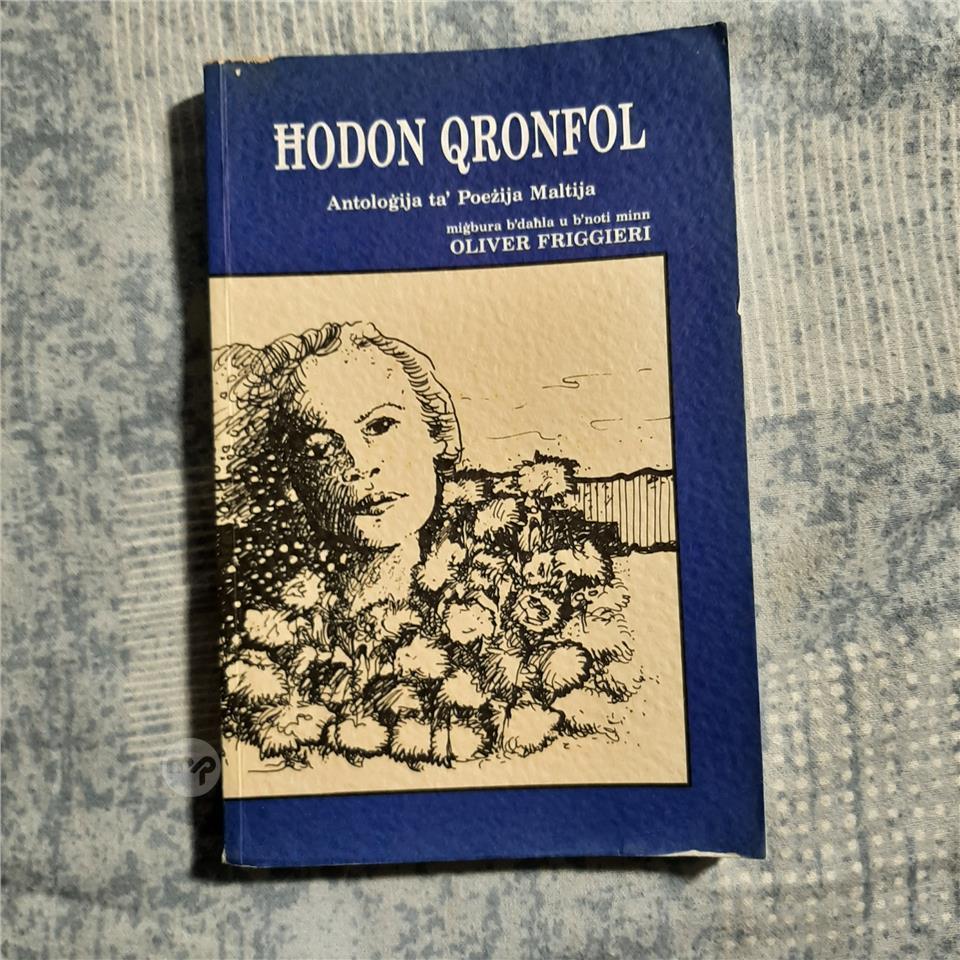 ĦODON QRONFOL
Antoloġija ta' Poeżija Maltija
miġbura b'daħla u b'noti minn
OLIVER FRIGGIERI